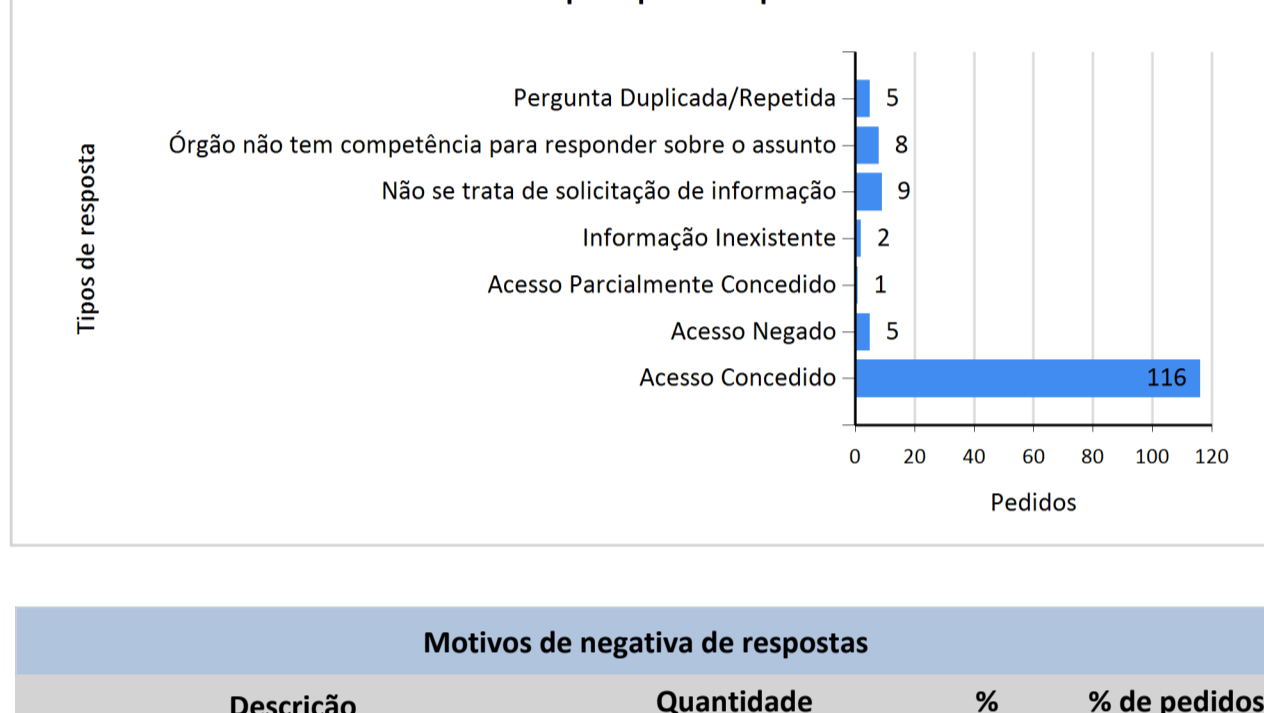 Tipos de resposta
Pergunta Duplicada/Repetida 5
Órgão não tem competência para responder sobre o assunto 8
Não se trata de solicitação de informação 9
Informação Inexistente 2
Acesso Parcialmente Concedido 1
Acesso Negado 5
Acesso Concedido 116
0 20 40 60 80 100 120
Pedidos
Motivos de negativa de respostas
Descrição Quantidade % % de pedidos